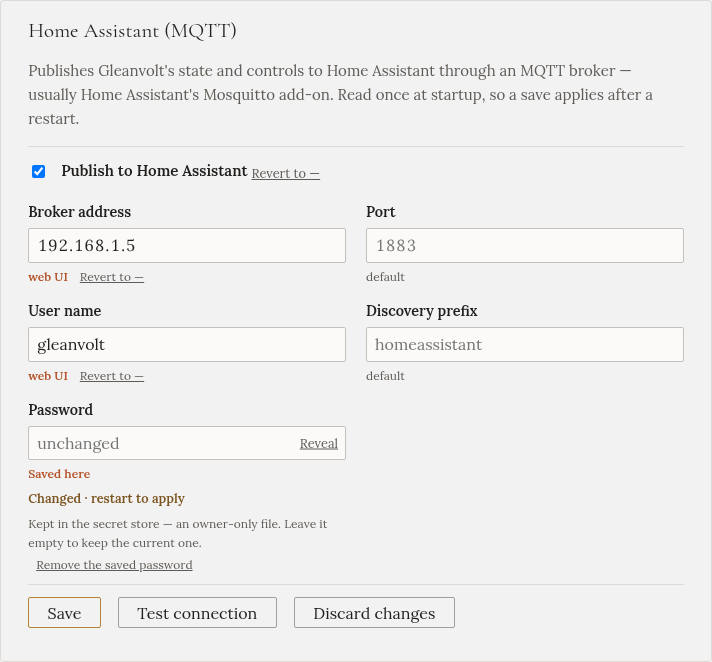 Home Assistant (MQTT)
Publishes Gleanvolt's state and controls to Home Assistant through an MQTT broker —
usually Home Assistant's Mosquitto add-on. Read once at startup, so a save applies after a
restart.
Publish to Home Assistant Revert to —
Broker address
192.168.1.5
web UI Revert to —
Port
1883
default
User name
gleanvolt
web UI Revert to —
Discovery prefix
homeassistant
default
Password
unchanged Reveal
Saved here
Changed · restart to apply
Kept in the secret store — an owner-only file. Leave it
empty to keep the current one.
Remove the saved password
Save Test connection Discard changes